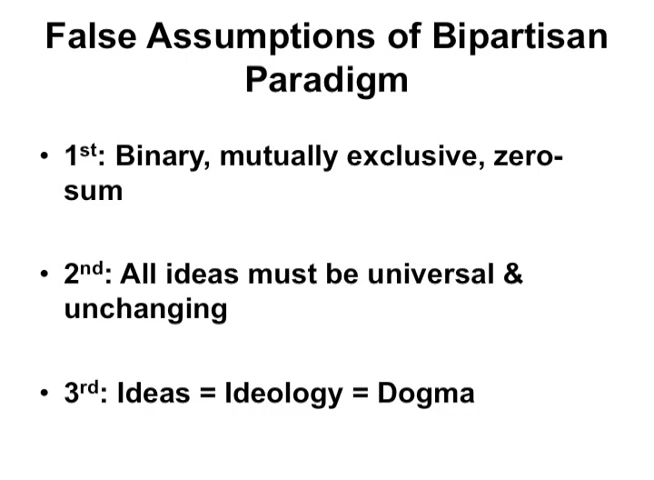 False Assumptions of Bipartisan
Paradigm
• 1st: Binary, mutually exclusive, zero-
sum
• 2nd: All ideas must be universal &
unchanging
• 3rd: Ideas = Ideology = Dogma